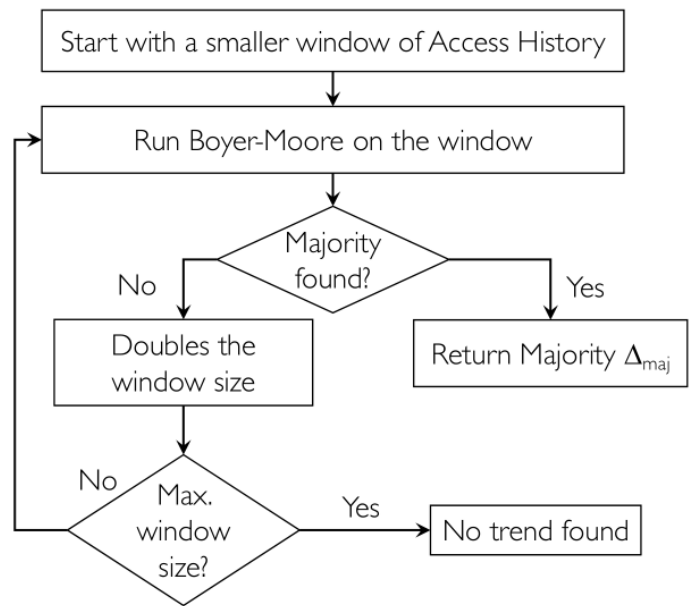 Start with a smaller window of Access History
Run Boyer-Moore on the window
Majority
found?
No
Yes
Doubles the
window size
Return Majority Δmaj
No
Max.
window
size?
Yes
No trend found